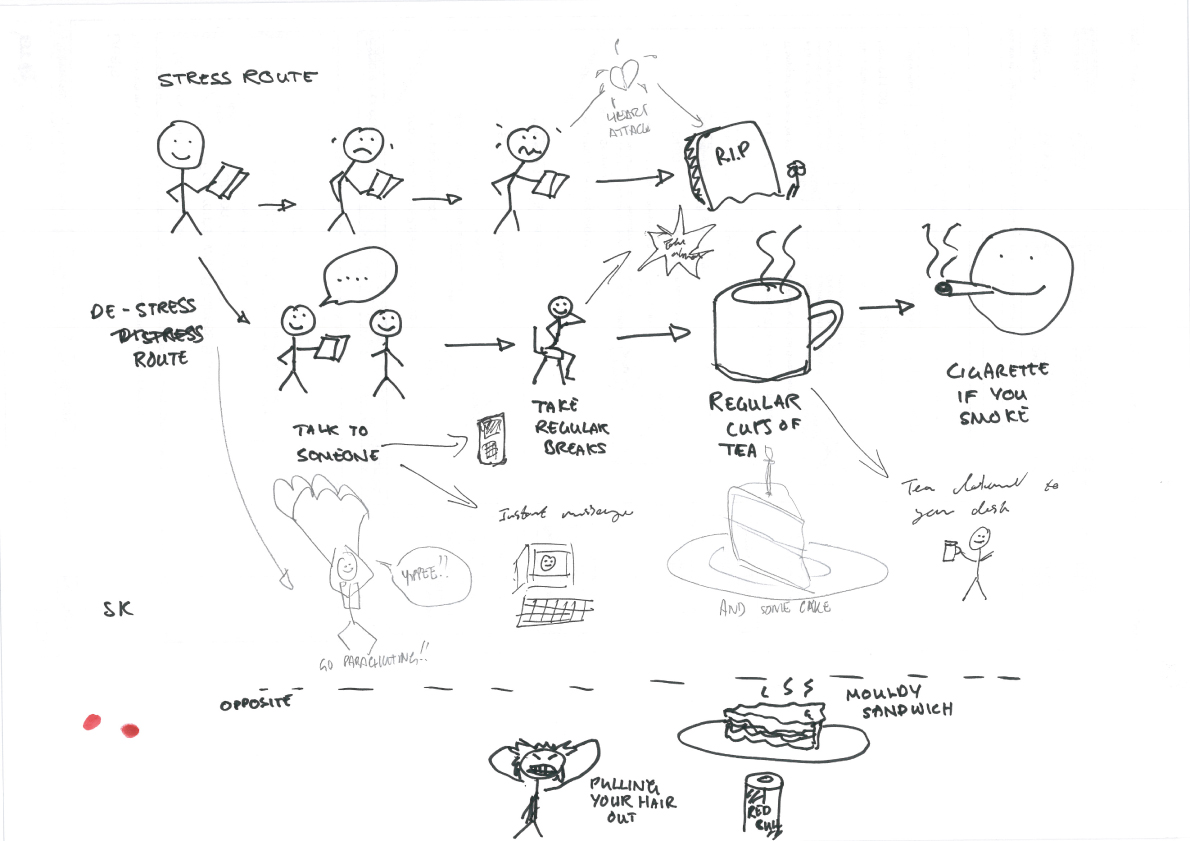 STRESS ROUTE
HEART
ATTACK
R.I.P
DE-STRESS
DISTRESS
ROUTE
....
TALK TO
SOMEONE
TAKE
REGULAR
BREAKS
REGULAR
CUPS OF
TEA
CIGARETTE
IF YOU
SMOKE
Instant message
Tea delivered to
your desk
YIPPEE!!
GO PARACHUTING!!
AND SOME CAKE
SK
OPPOSITE
MOULDY
SANDWICH
PULLING
YOUR HAIR
OUT
RED
BULL